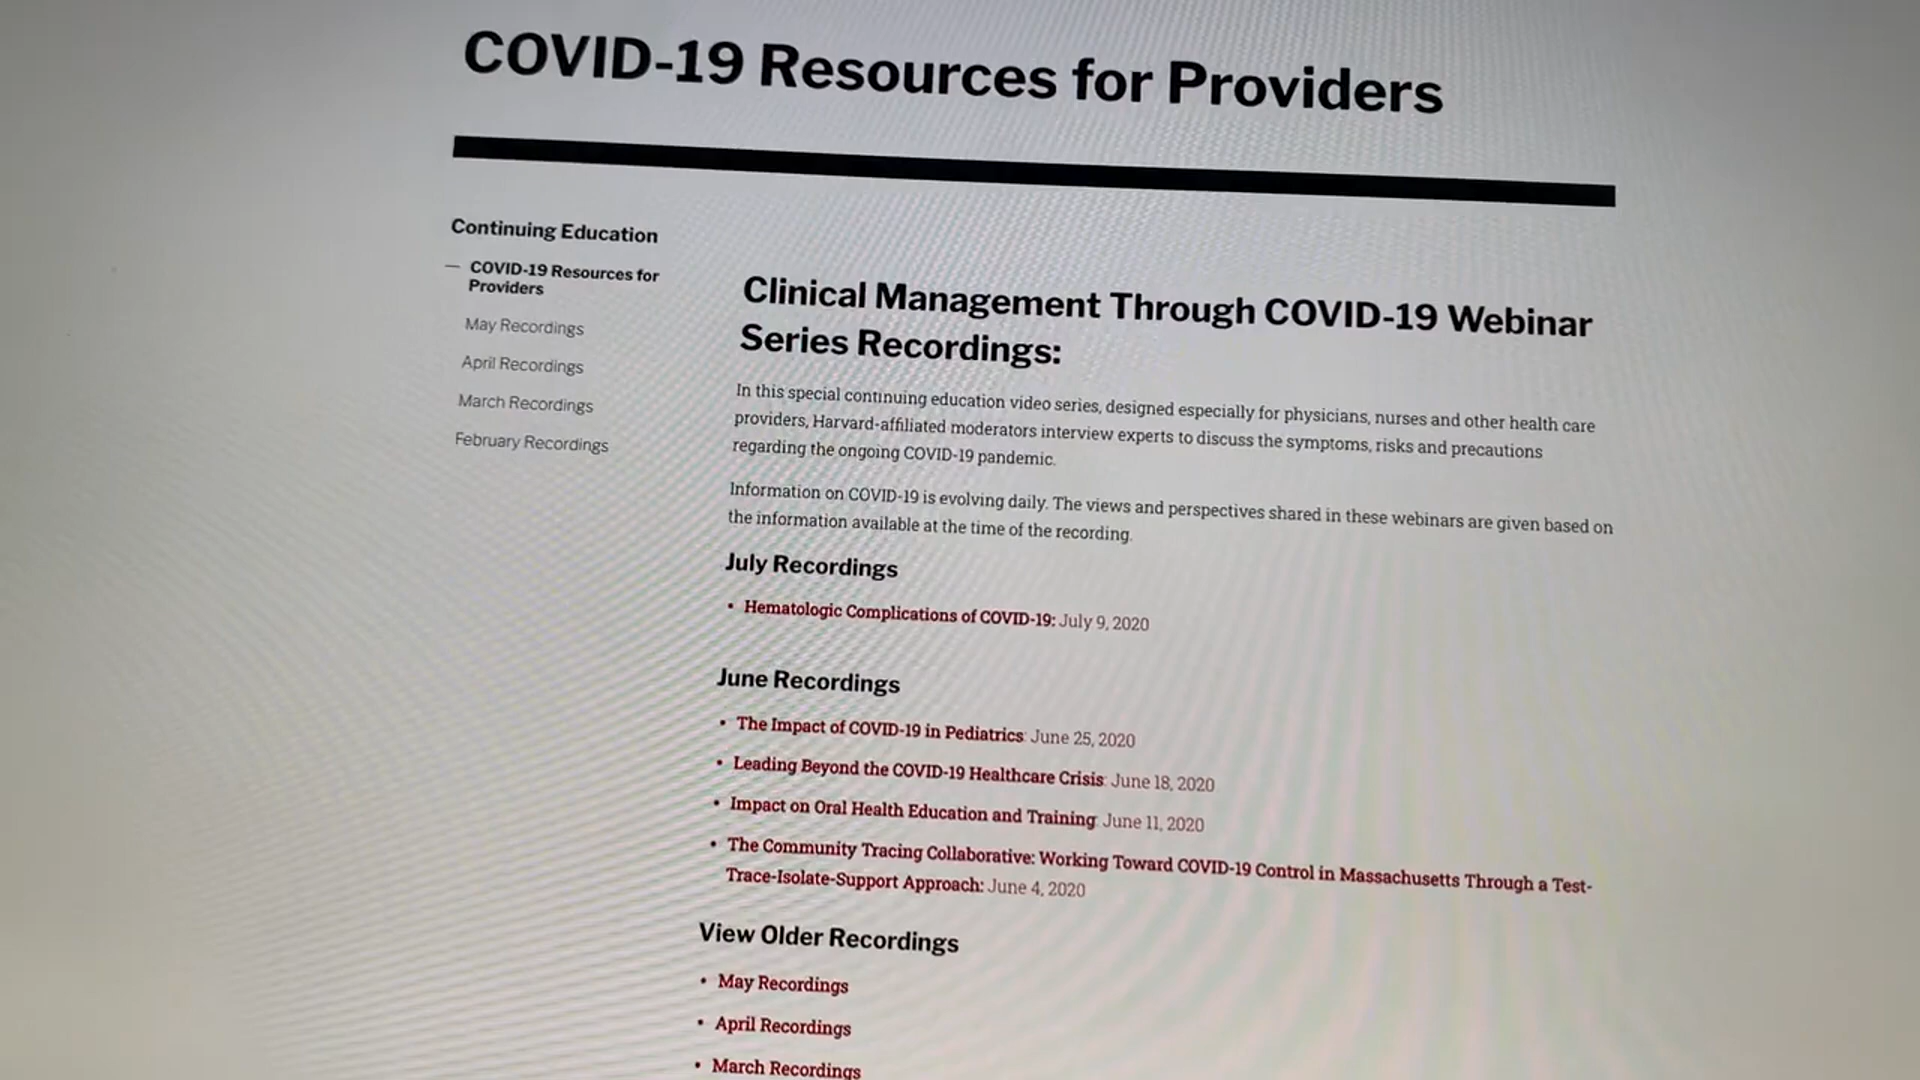 COVID-19 Resources for Providers
Continuing Education
— COVID-19 Resources for
Providers
May Recordings
April Recordings
March Recordings
February Recordings
Clinical Management Through COVID-19 Webinar
Series Recordings:
In this special continuing education video series, designed especially for physicians, nurses and other health care
providers, Harvard-affiliated moderators interview experts to discuss the symptoms, risks and precautions
regarding the ongoing COVID-19 pandemic.
Information on COVID-19 is evolving daily. The views and perspectives shared in these webinars are given based on
the information available at the time of the recording.
July Recordings
• Hematologic Complications of COVID-19: July 9, 2020
June Recordings
• The Impact of COVID-19 in Pediatrics: June 25, 2020
• Leading Beyond the COVID-19 Healthcare Crisis: June 18, 2020
• Impact on Oral Health Education and Training: June 11, 2020
• The Community Tracing Collaborative: Working Toward COVID-19 Control in Massachusetts Through a Test-
Trace-Isolate-Support Approach: June 4, 2020
View Older Recordings
• May Recordings
• April Recordings
• March Recordings